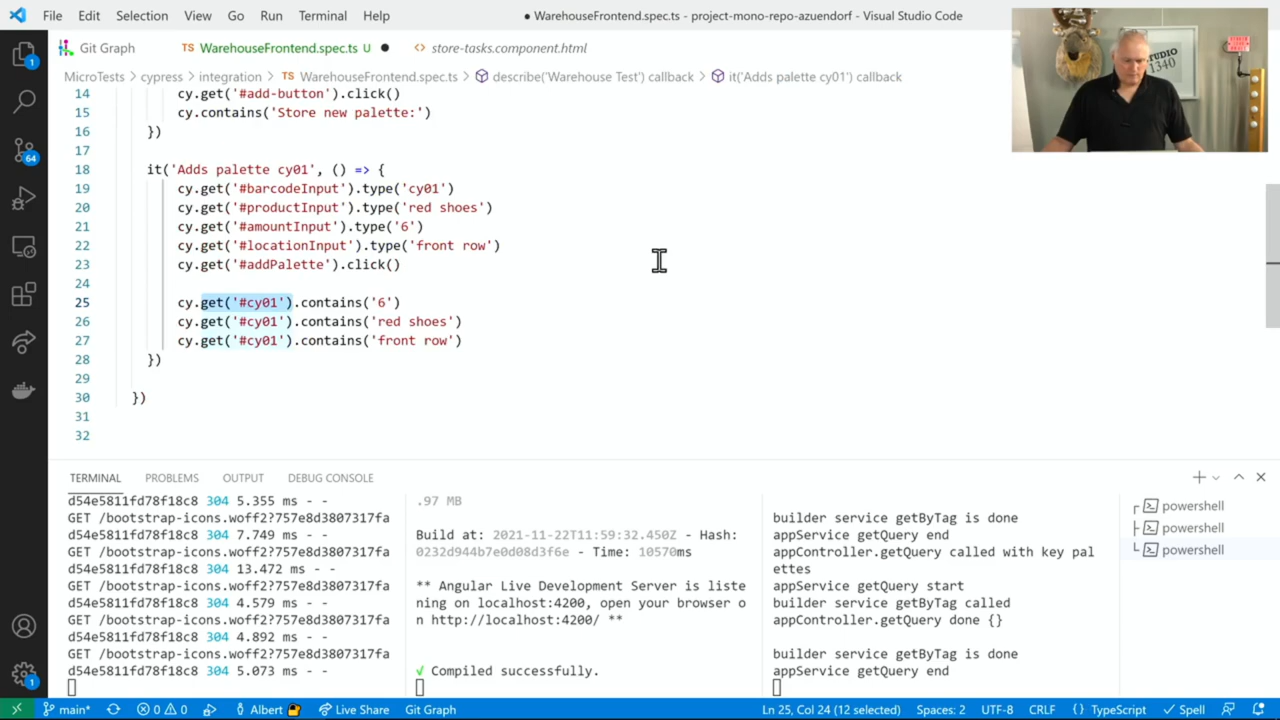 File Edit Selection View Go Run Terminal Help ● WarehouseFrontend.spec.ts - project-mono-repo-azuendorf - Visual Studio Code
STUDIO
1340
Git Graph TS WarehouseFrontend.spec.ts U ● <> store-tasks.component.html
MicroTests > cypress > integration > TS WarehouseFrontend.spec.ts > describe('Warehouse Test') callback > it('Adds palette cy01') callback
14 cy.get('#add-button').click()
15 cy.contains('Store new palette:')
16 })
17
18 it('Adds palette cy01', () => {
19 cy.get('#barcodeInput').type('cy01')
20 cy.get('#productInput').type('red shoes')
21 cy.get('#amountInput').type('6')
22 cy.get('#locationInput').type('front row')
23 cy.get('#addPalette').click()
24
25 cy.get('#cy01').contains('6')
26 cy.get('#cy01').contains('red shoes')
27 cy.get('#cy01').contains('front row')
28 })
29
30 })
31
32
1
64
1
TERMINAL PROBLEMS OUTPUT DEBUG CONSOLE
d54e5811fd78f18c8 304 5.355 ms - -
GET /bootstrap-icons.woff2?757e8d3807317fa
d54e5811fd78f18c8 304 7.749 ms - -
GET /bootstrap-icons.woff2?757e8d3807317fa
d54e5811fd78f18c8 304 13.472 ms - -
GET /bootstrap-icons.woff2?757e8d3807317fa
d54e5811fd78f18c8 304 4.579 ms - -
GET /bootstrap-icons.woff2?757e8d3807317fa
d54e5811fd78f18c8 304 4.892 ms - -
GET /bootstrap-icons.woff2?757e8d3807317fa
d54e5811fd78f18c8 304 5.073 ms - -
.97 MB
Build at: 2021-11-22T11:59:32.450Z - Hash:
0232d944b7e0d08d3f6e - Time: 10570ms
** Angular Live Development Server is liste
ning on localhost:4200, open your browser o
n http://localhost:4200/ **
√ Compiled successfully.
builder service getByTag is done
appService getQuery end
appController.getQuery called with key pal
ettes
appService getQuery start
builder service getByTag called
appController.getQuery done {}
builder service getByTag is done
appService getQuery end
powershell
powershell
powershell
main* 0 0 Albert Live Share Git Graph Ln 25, Col 24 (12 selected) Spaces: 2 UTF-8 CRLF {} TypeScript Spell